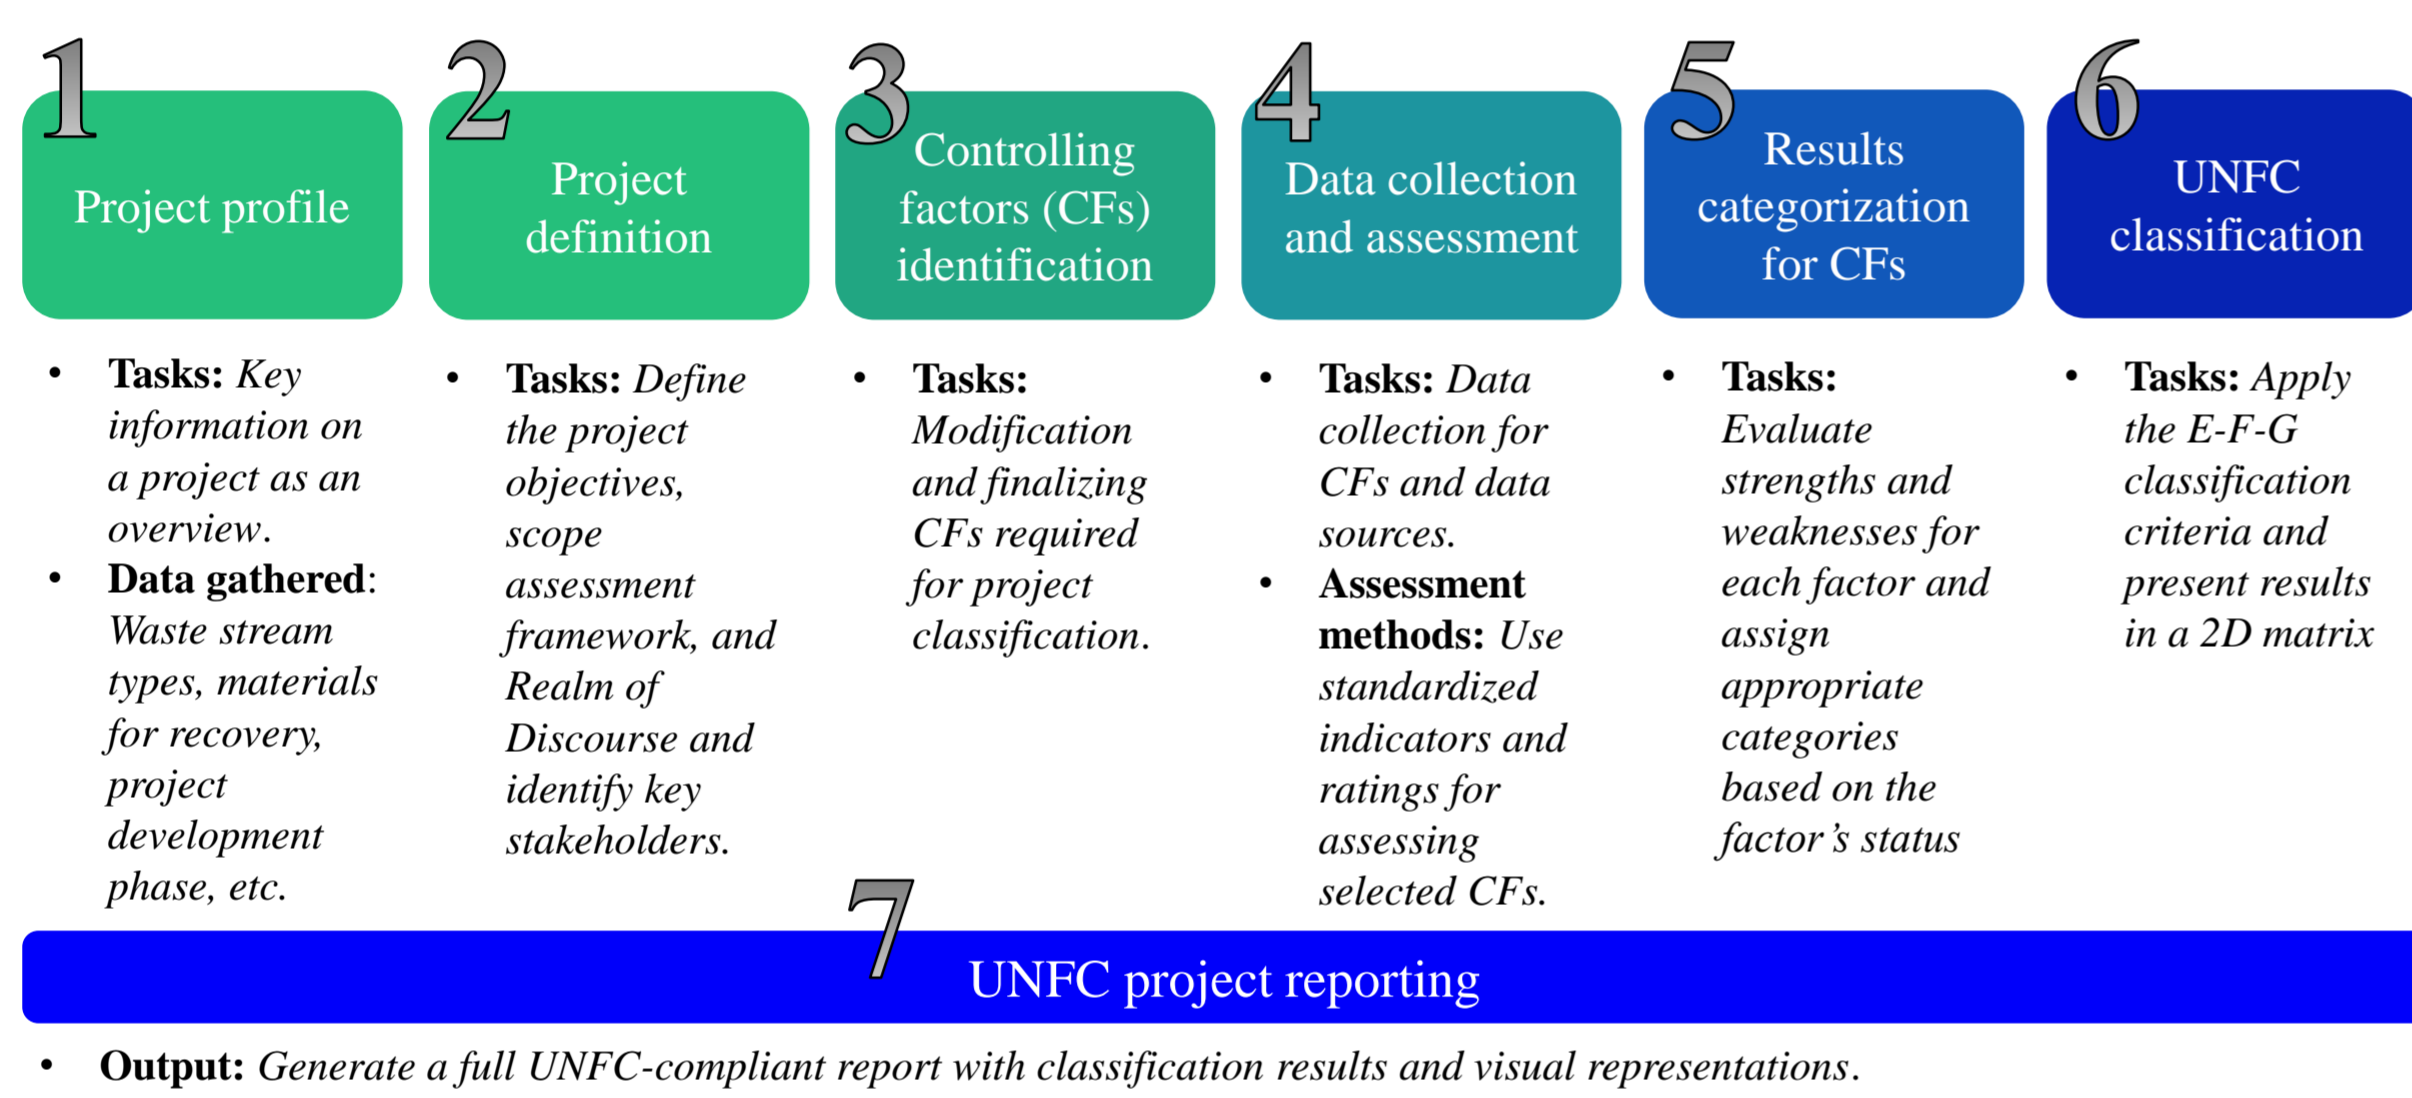 1
Project profile
• Tasks: Key
information on
a project as an
overview.
• Data gathered:
Waste stream
types, materials
for recovery,
project
development
phase, etc.
2
Project
definition
• Tasks: Define
the project
objectives,
scope
assessment
framework, and
Realm of
Discourse and
identify key
stakeholders.
3
Controlling
factors (CFs)
identification
• Tasks:
Modification
and finalizing
CFs required
for project
classification.
4
Data collection
and assessment
• Tasks: Data
collection for
CFs and data
sources.
• Assessment
methods: Use
standardized
indicators and
ratings for
assessing
selected CFs.
5
Results
categorization
for CFs
• Tasks:
Evaluate
strengths and
weaknesses for
each factor and
assign
appropriate
categories
based on the
factor's status
6
UNFC
classification
• Tasks: Apply
the E-F-G
classification
criteria and
present results
in a 2D matrix
7
UNFC project reporting
• Output: Generate a full UNFC-compliant report with classification results and visual representations.